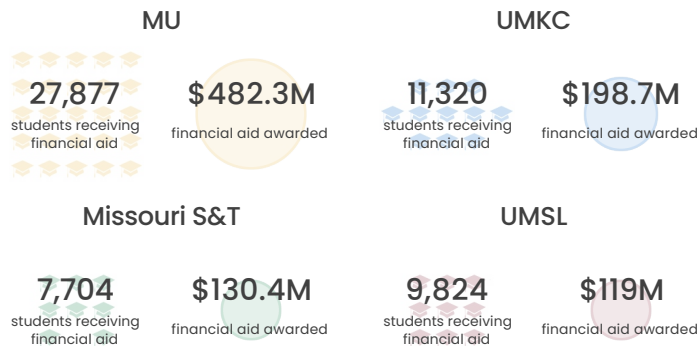 MU
27,877
students receiving
financial aid
$482.3M
financial aid awarded
UMKC
11,320
students receiving
financial aid
$198.7M
financial aid awarded
Missouri S&T
7,704
students receiving
financial aid
$130.4M
financial aid awarded
UMSL
9,824
students receiving
financial aid
$119M
financial aid awarded